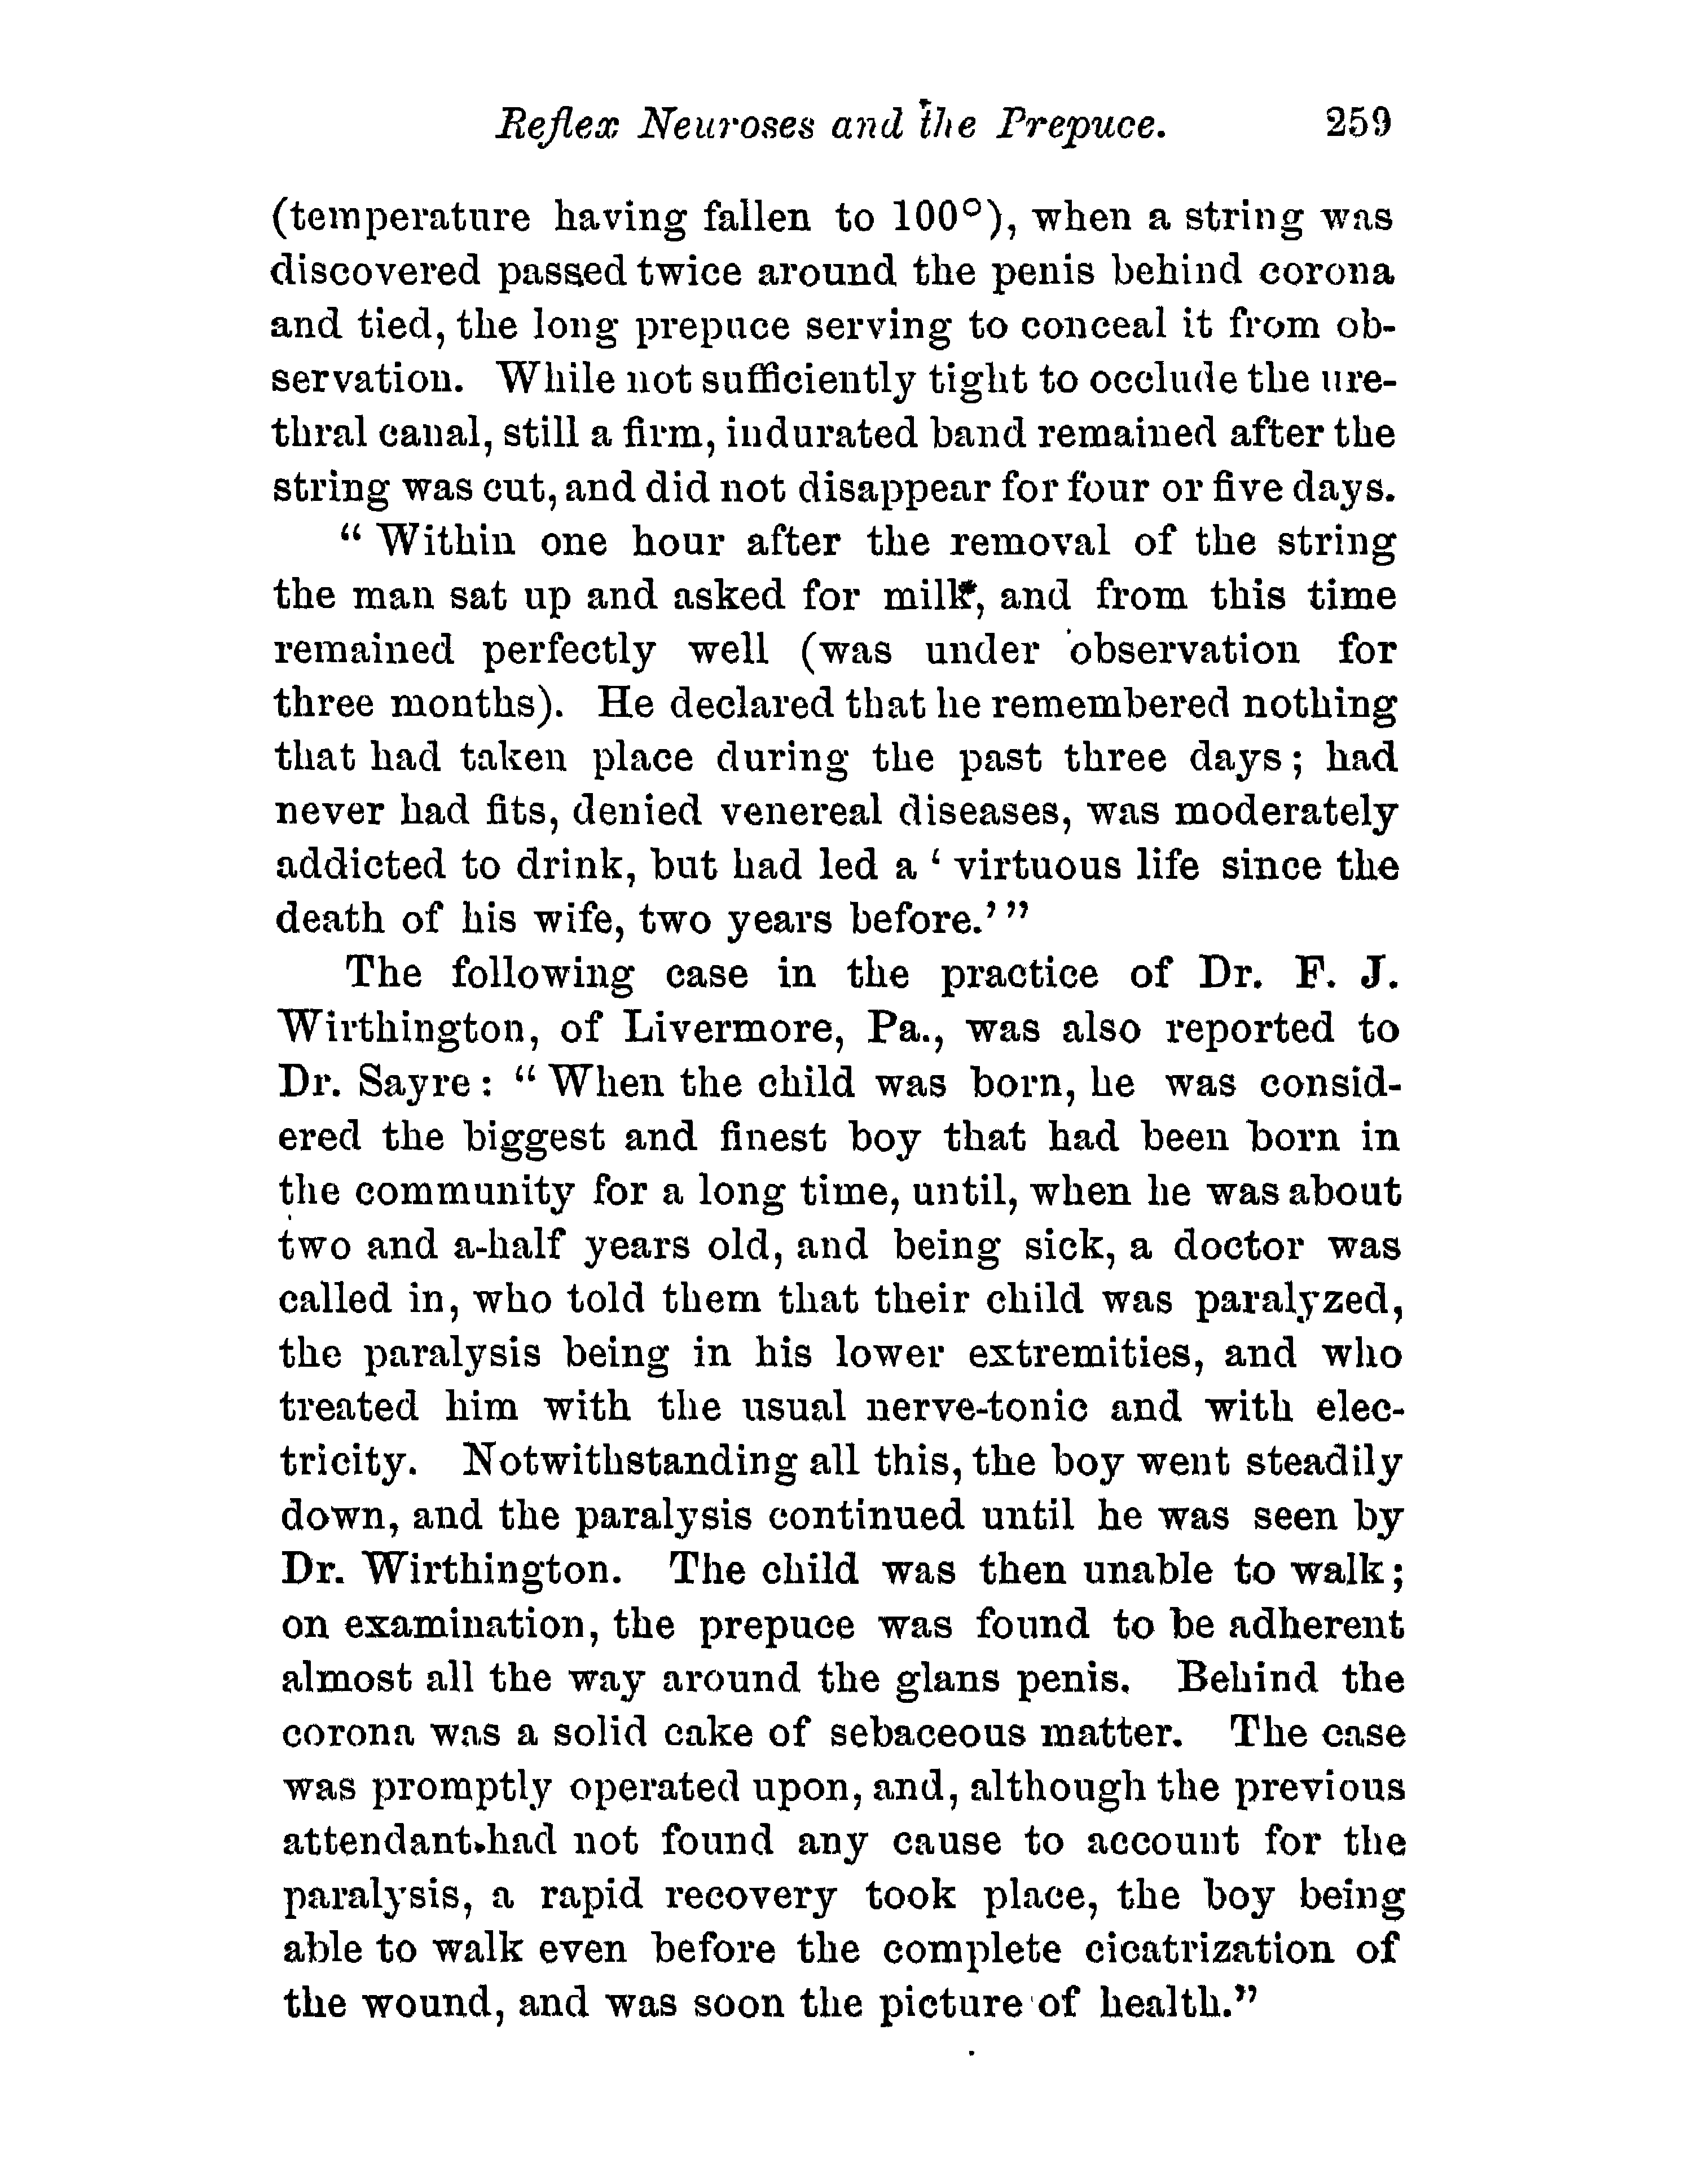 Reflex Neuroses and the Prepuce. 259
(temperature having fallen to 100°), when a string was
discovered passed twice around the penis behind corona
and tied, the long prepuce serving to conceal it from ob-
servation. While not sufficiently tight to occlude the ure-
thral canal, still a firm, indurated band remained after the
string was cut, and did not disappear for four or five days.
“ Within one hour after the removal of the string
the man sat up and asked for milk, and from this time
remained perfectly well (was under observation for
three months). He declared that he remembered nothing
that had taken place during the past three days; had
never had fits, denied venereal diseases, was moderately
addicted to drink, but had led a ‘ virtuous life since the
death of his wife, two years before.’ ”
The following case in the practice of Dr. F. J.
Wirthington, of Livermore, Pa., was also reported to
Dr. Sayre: “ When the child was born, he was consid-
ered the biggest and finest boy that had been born in
the community for a long time, until, when he was about
two and a-half years old, and being sick, a doctor was
called in, who told them that their child was paralyzed,
the paralysis being in his lower extremities, and who
treated him with the usual nerve-tonic and with elec-
tricity. Notwithstanding all this, the boy went steadily
down, and the paralysis continued until he was seen by
Dr. Wirthington. The child was then unable to walk;
on examination, the prepuce was found to be adherent
almost all the way around the glans penis. Behind the
corona was a solid cake of sebaceous matter. The case
was promptly operated upon, and, although the previous
attendant had not found any cause to account for the
paralysis, a rapid recovery took place, the boy being
able to walk even before the complete cicatrization of
the wound, and was soon the picture of health.”